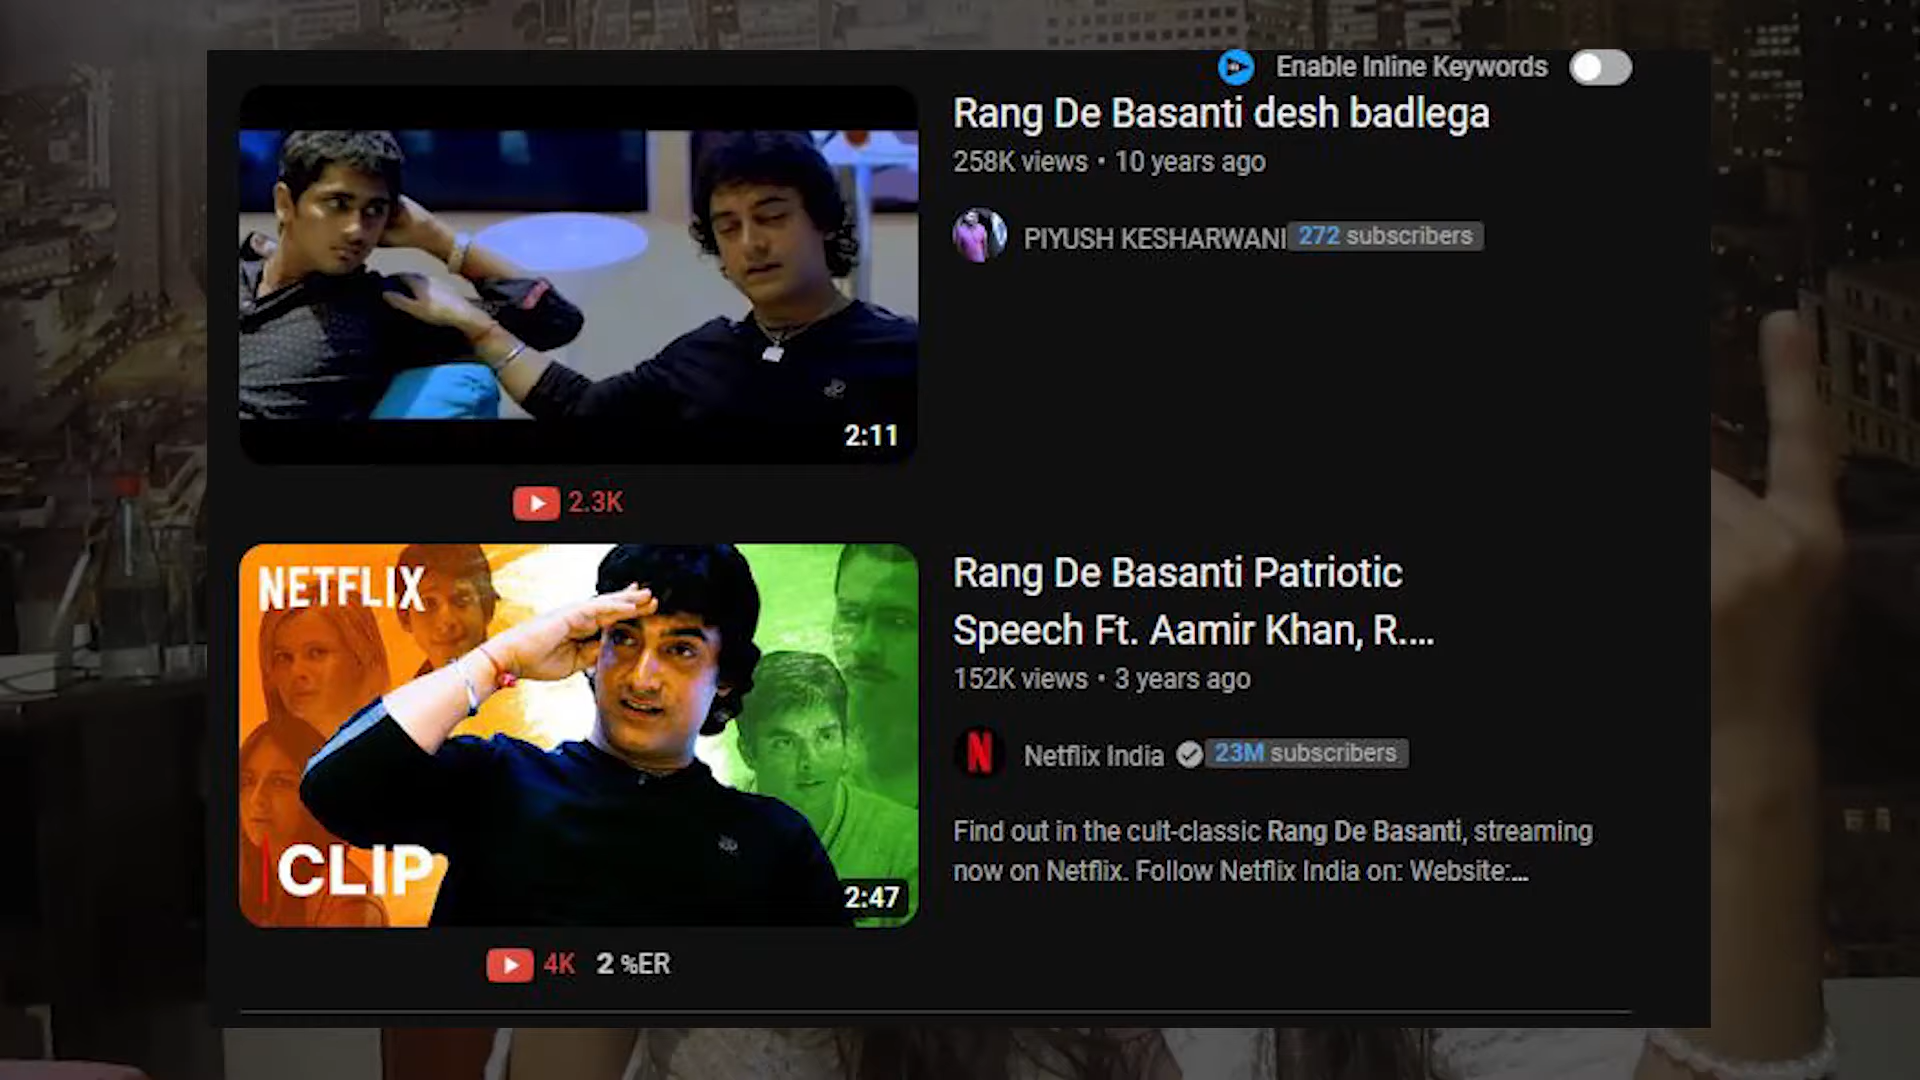 Enable Inline Keywords
Rang De Basanti desh badlega
258K views • 10 years ago
PIYUSH KESHARWANI 272 subscribers
2:11
2.3K
NETFLIX
CLIP
2:47
Rang De Basanti Patriotic
Speech Ft. Aamir Khan, R....
152K views • 3 years ago
N
Netflix India 23M subscribers
Find out in the cult-classic Rang De Basanti, streaming
now on Netflix. Follow Netflix India on: Website:...
4K 2 %ER